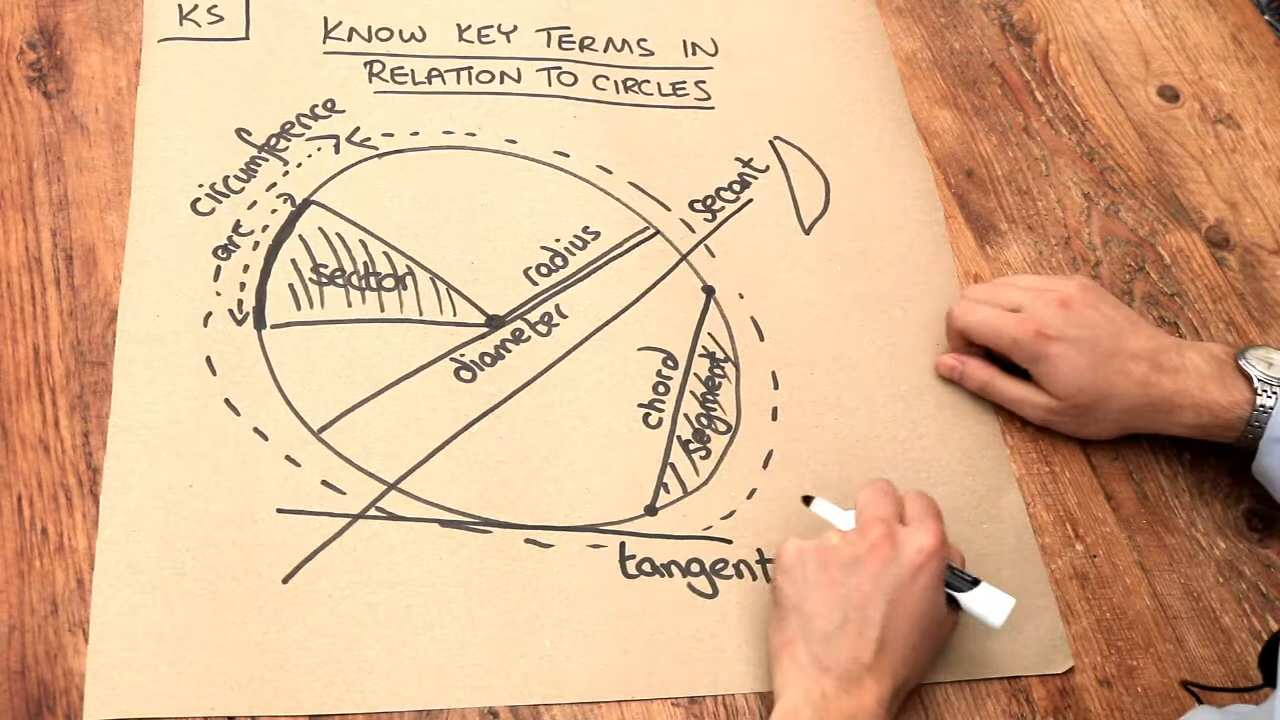 KS
KNOW KEY TERMS IN
RELATION TO CIRCLES
circumference
arc
sector
radius
diameter
secant
chord
segment
tangent